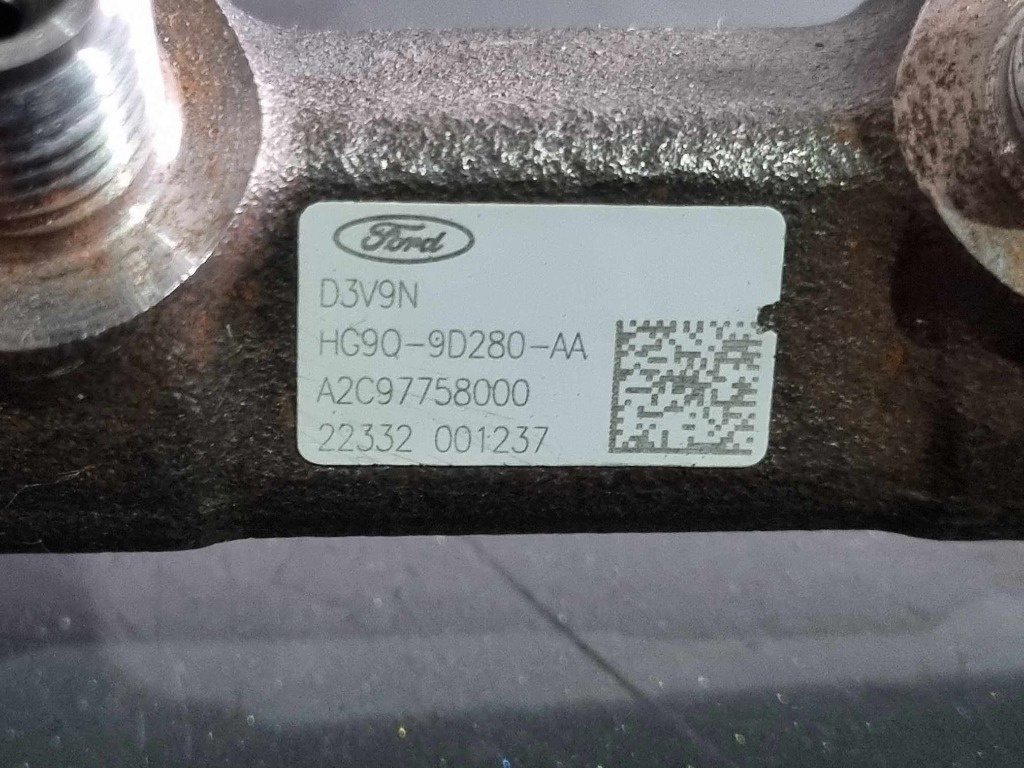 Ford
D3V9N
HG9Q-9D280-AA
A2C97758000
22332 001237